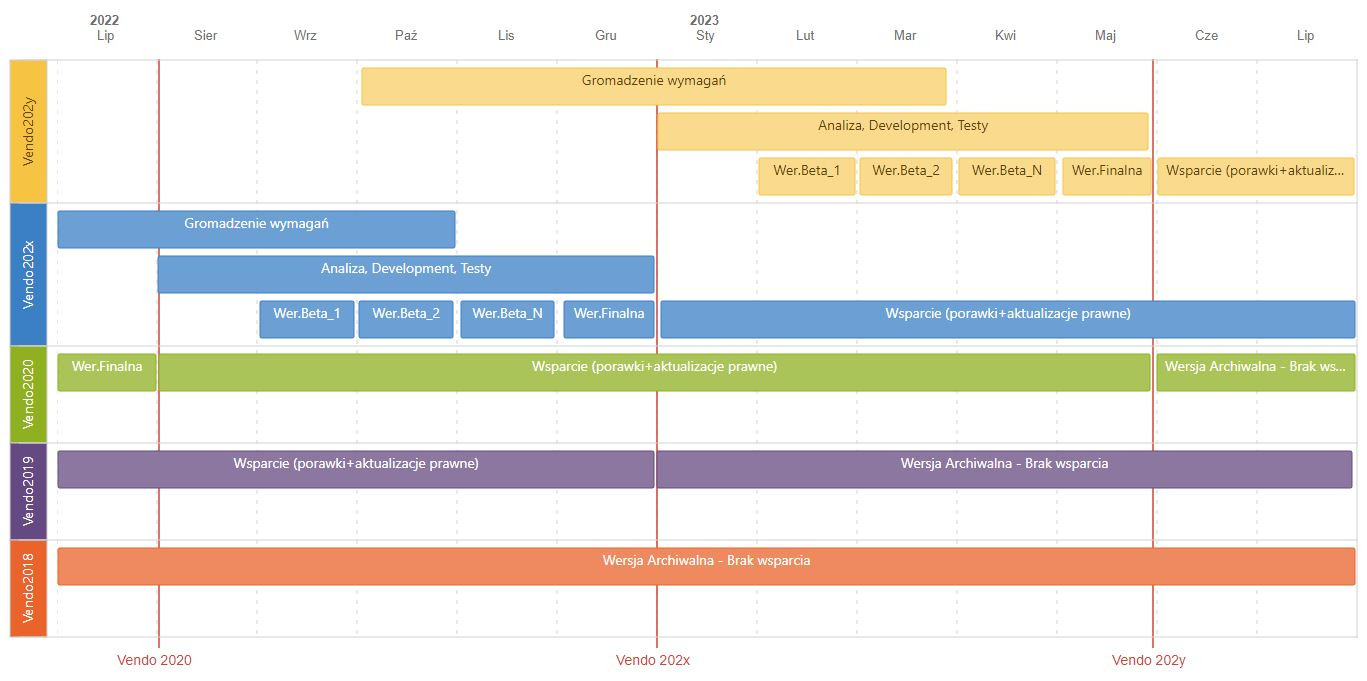 2022
2023
Lip Sier Wrz Paź Lis Gru Sty Lut Mar Kwi Maj Cze Lip
Vendo202y
Gromadzenie wymagań
Analiza, Development, Testy
Wer.Beta_1 Wer.Beta_2 Wer.Beta_N Wer.Finalna Wsparcie (porawki+aktualiz...
Vendo202x
Gromadzenie wymagań
Analiza, Development, Testy
Wer.Beta_1 Wer.Beta_2 Wer.Beta_N Wer.Finalna Wsparcie (porawki+aktualizacje prawne)
Vendo2020
Wer.Finalna Wsparcie (porawki+aktualizacje prawne) Wersja Archiwalna - Brak ws...
Vendo2019
Wsparcie (porawki+aktualizacje prawne) Wersja Archiwalna - Brak wsparcia
Vendo2018
Wersja Archiwalna - Brak wsparcia
Vendo 2020 Vendo 202x Vendo 202y